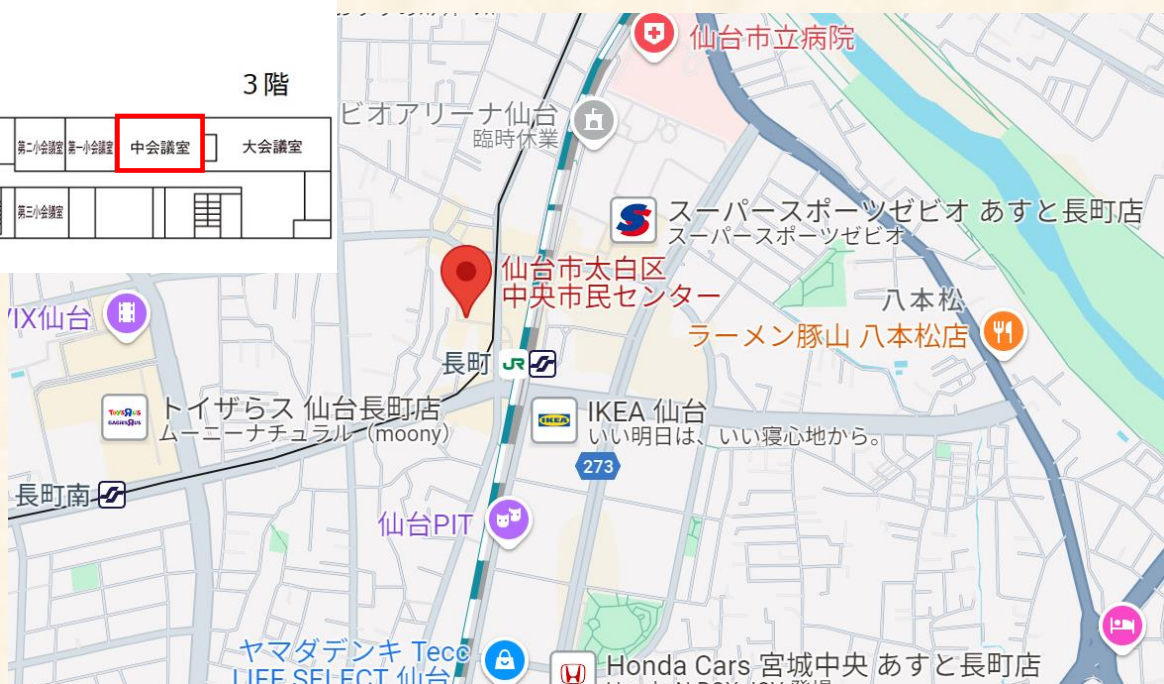 3階
第二小会議室
第一小会議室
中会議室
大会議室
第三小会議室
仙台市立病院
ビオアリーナ仙台
臨時休業
スーパースポーツゼビオ あすと長町店
スーパースポーツゼビオ
仙台市太白区
中央市民センター
八本松
ラーメン豚山 八本松店
VIX仙台
長町
JR
トイザらス 仙台長町店
ムーニーナチュラル（moony）
IKEA
IKEA 仙台
いい明日は、いい寝心地から。
273
長町南
仙台PIT
ヤマダデンキ Tecc
LIFE SELECT 仙台
Honda Cars 宮城中央 あすと長町店